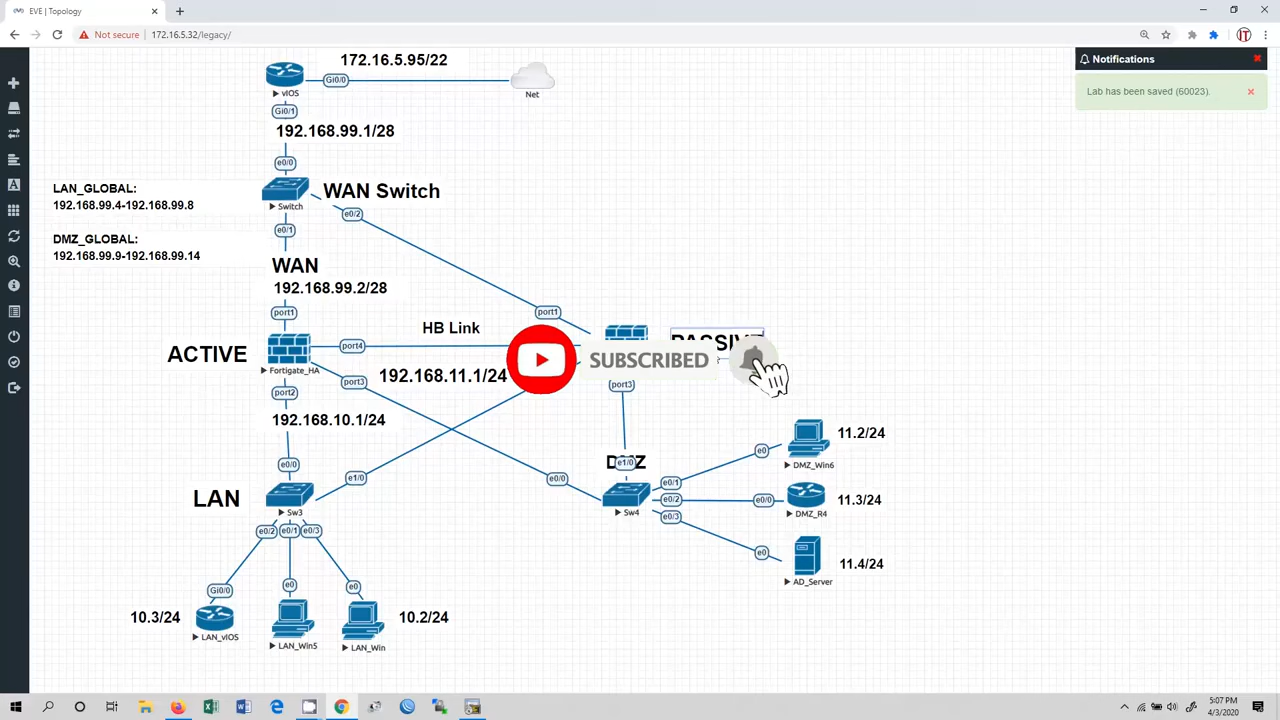 EVE | Topology
Not secure
172.16.5.32/legacy/
Notifications
Lab has been saved (60023).
172.16.5.95/22
Gi0/0
vIOS
Net
Gi0/1
192.168.99.1/28
e0/0
LAN_GLOBAL:
192.168.99.4-192.168.99.8
WAN Switch
Switch
e0/2
e0/1
DMZ_GLOBAL:
192.168.99.9-192.168.99.14
WAN
192.168.99.2/28
port1
port1
HB Link
PASSIVE
ACTIVE
port4
SUBSCRIBED
Fortigate_HA
port3
192.168.11.1/24
port3
port2
192.168.10.1/24
11.2/24
e0
DMZ
DMZ_Win6
e0/0
e1/0
e1/0
e0/0
e0/1
LAN
Sw3
Sw4
e0/2
e0/0
11.3/24
DMZ_R4
e0/3
e0/2
e0/1
e0/3
e0
11.4/24
AD_Server
Gi0/0
e0
e0
10.3/24
10.2/24
LAN_vIOS
LAN_Win5
LAN_Win
5:07 PM
4/3/2020